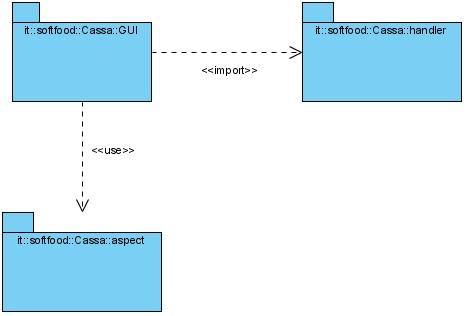 it::softfood::Cassa::GUI
it::softfood::Cassa::handler
<<import>>
<<use>>
it::softfood::Cassa::aspect